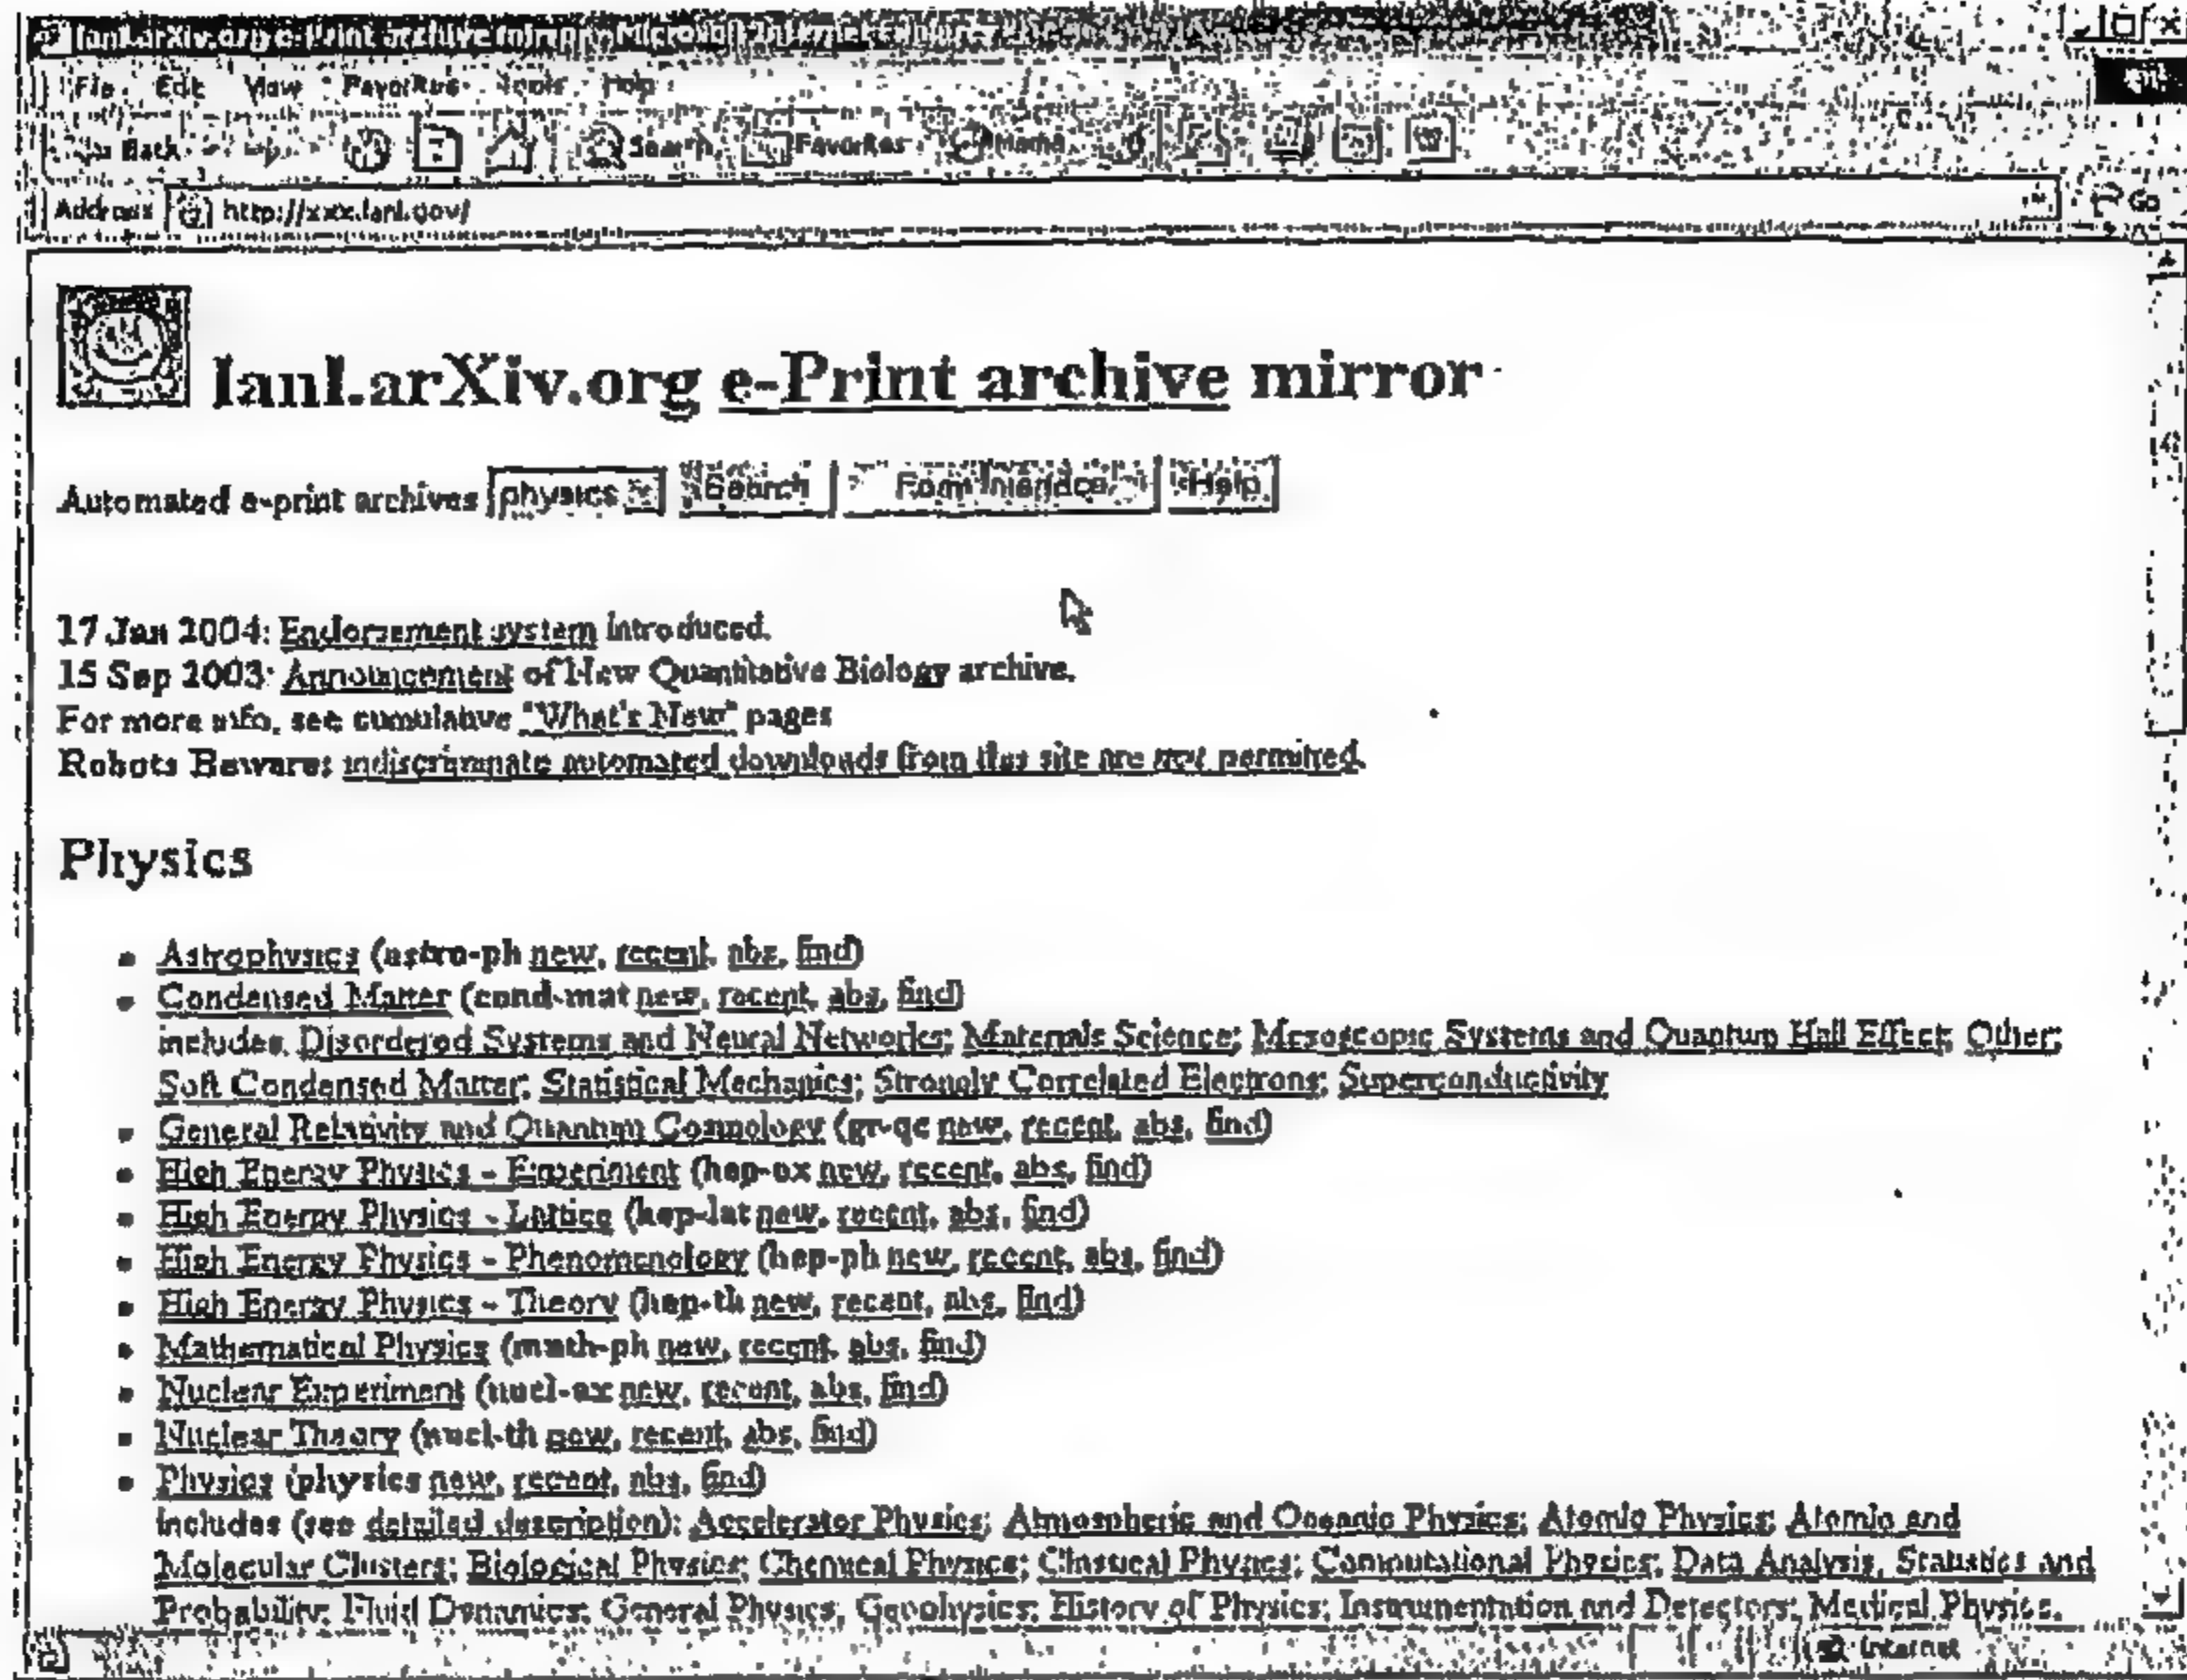 lanl.arXiv.org e-Print archive mirror - Microsoft Internet Explorer
File Edit View Favorites Tools Help
Back Search Favorites Media
Address http://xxx.lanl.gov/ Go
lanl.arXiv.org e-Print archive mirror
Automated e-print archives physics Search Form Interface Help
17 Jan 2004: Endorsement system introduced.
15 Sep 2003: Announcement of New Quantitative Biology archive.
For more info, see cumulative "What's New" pages
Robots Beware: indiscriminate automated downloads from this site are not permitted.
Physics
• Astrophysics (astro-ph new, recent, abs, find)
• Condensed Matter (cond-mat new, recent, abs, find)
includes: Disordered Systems and Neural Networks; Materials Science; Mesoscopic Systems and Quantum Hall Effect; Other;
Soft Condensed Matter; Statistical Mechanics; Strongly Correlated Electrons; Superconductivity
• General Relativity and Quantum Cosmology (gr-qc new, recent, abs, find)
• High Energy Physics - Experiment (hep-ex new, recent, abs, find)
• High Energy Physics - Lattice (hep-lat new, recent, abs, find)
• High Energy Physics - Phenomenology (hep-ph new, recent, abs, find)
• High Energy Physics - Theory (hep-th new, recent, abs, find)
• Mathematical Physics (math-ph new, recent, abs, find)
• Nuclear Experiment (nucl-ex new, recent, abs, find)
• Nuclear Theory (nucl-th new, recent, abs, find)
• Physics (physics new, recent, abs, find)
includes (see detailed description): Accelerator Physics; Atmospheric and Oceanic Physics; Atomic Physics; Atomic and
Molecular Clusters; Biological Physics; Chemical Physics; Classical Physics; Computational Physics; Data Analysis, Statistics and
Probability; Fluid Dynamics; General Physics; Geophysics; History of Physics; Instrumentation and Detectors; Medical Physics;
Internet